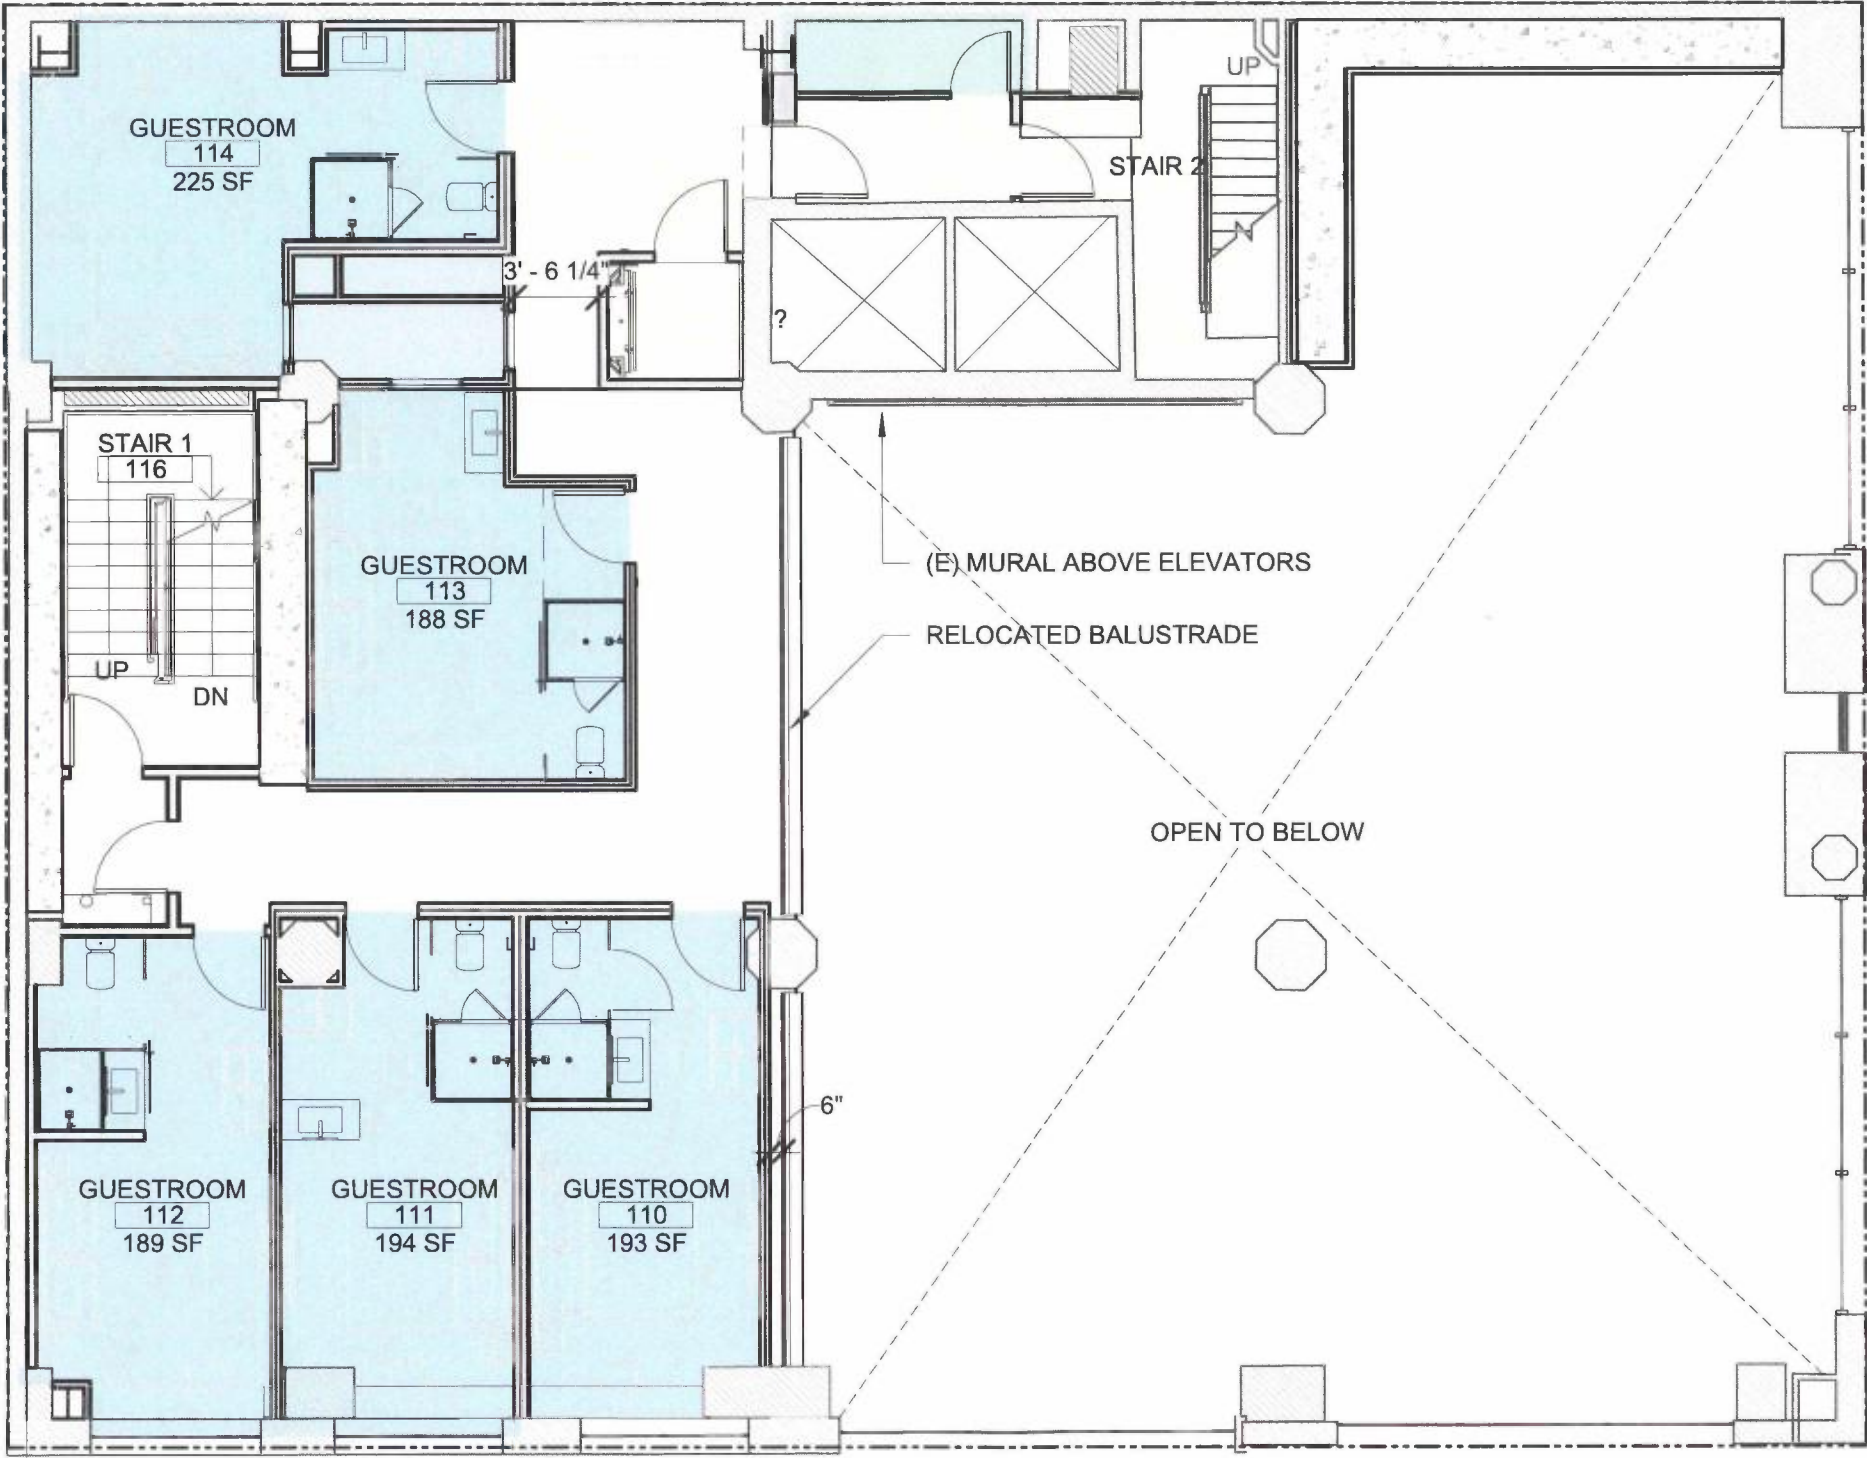 UP
GUESTROOM
114
225 SF
STAIR 2
3' - 6 1/4"
?
STAIR 1
116
UP
DN
GUESTROOM
113
188 SF
(E) MURAL ABOVE ELEVATORS
RELOCATED BALUSTRADE
OPEN TO BELOW
6"
GUESTROOM
112
189 SF
GUESTROOM
111
194 SF
GUESTROOM
110
193 SF